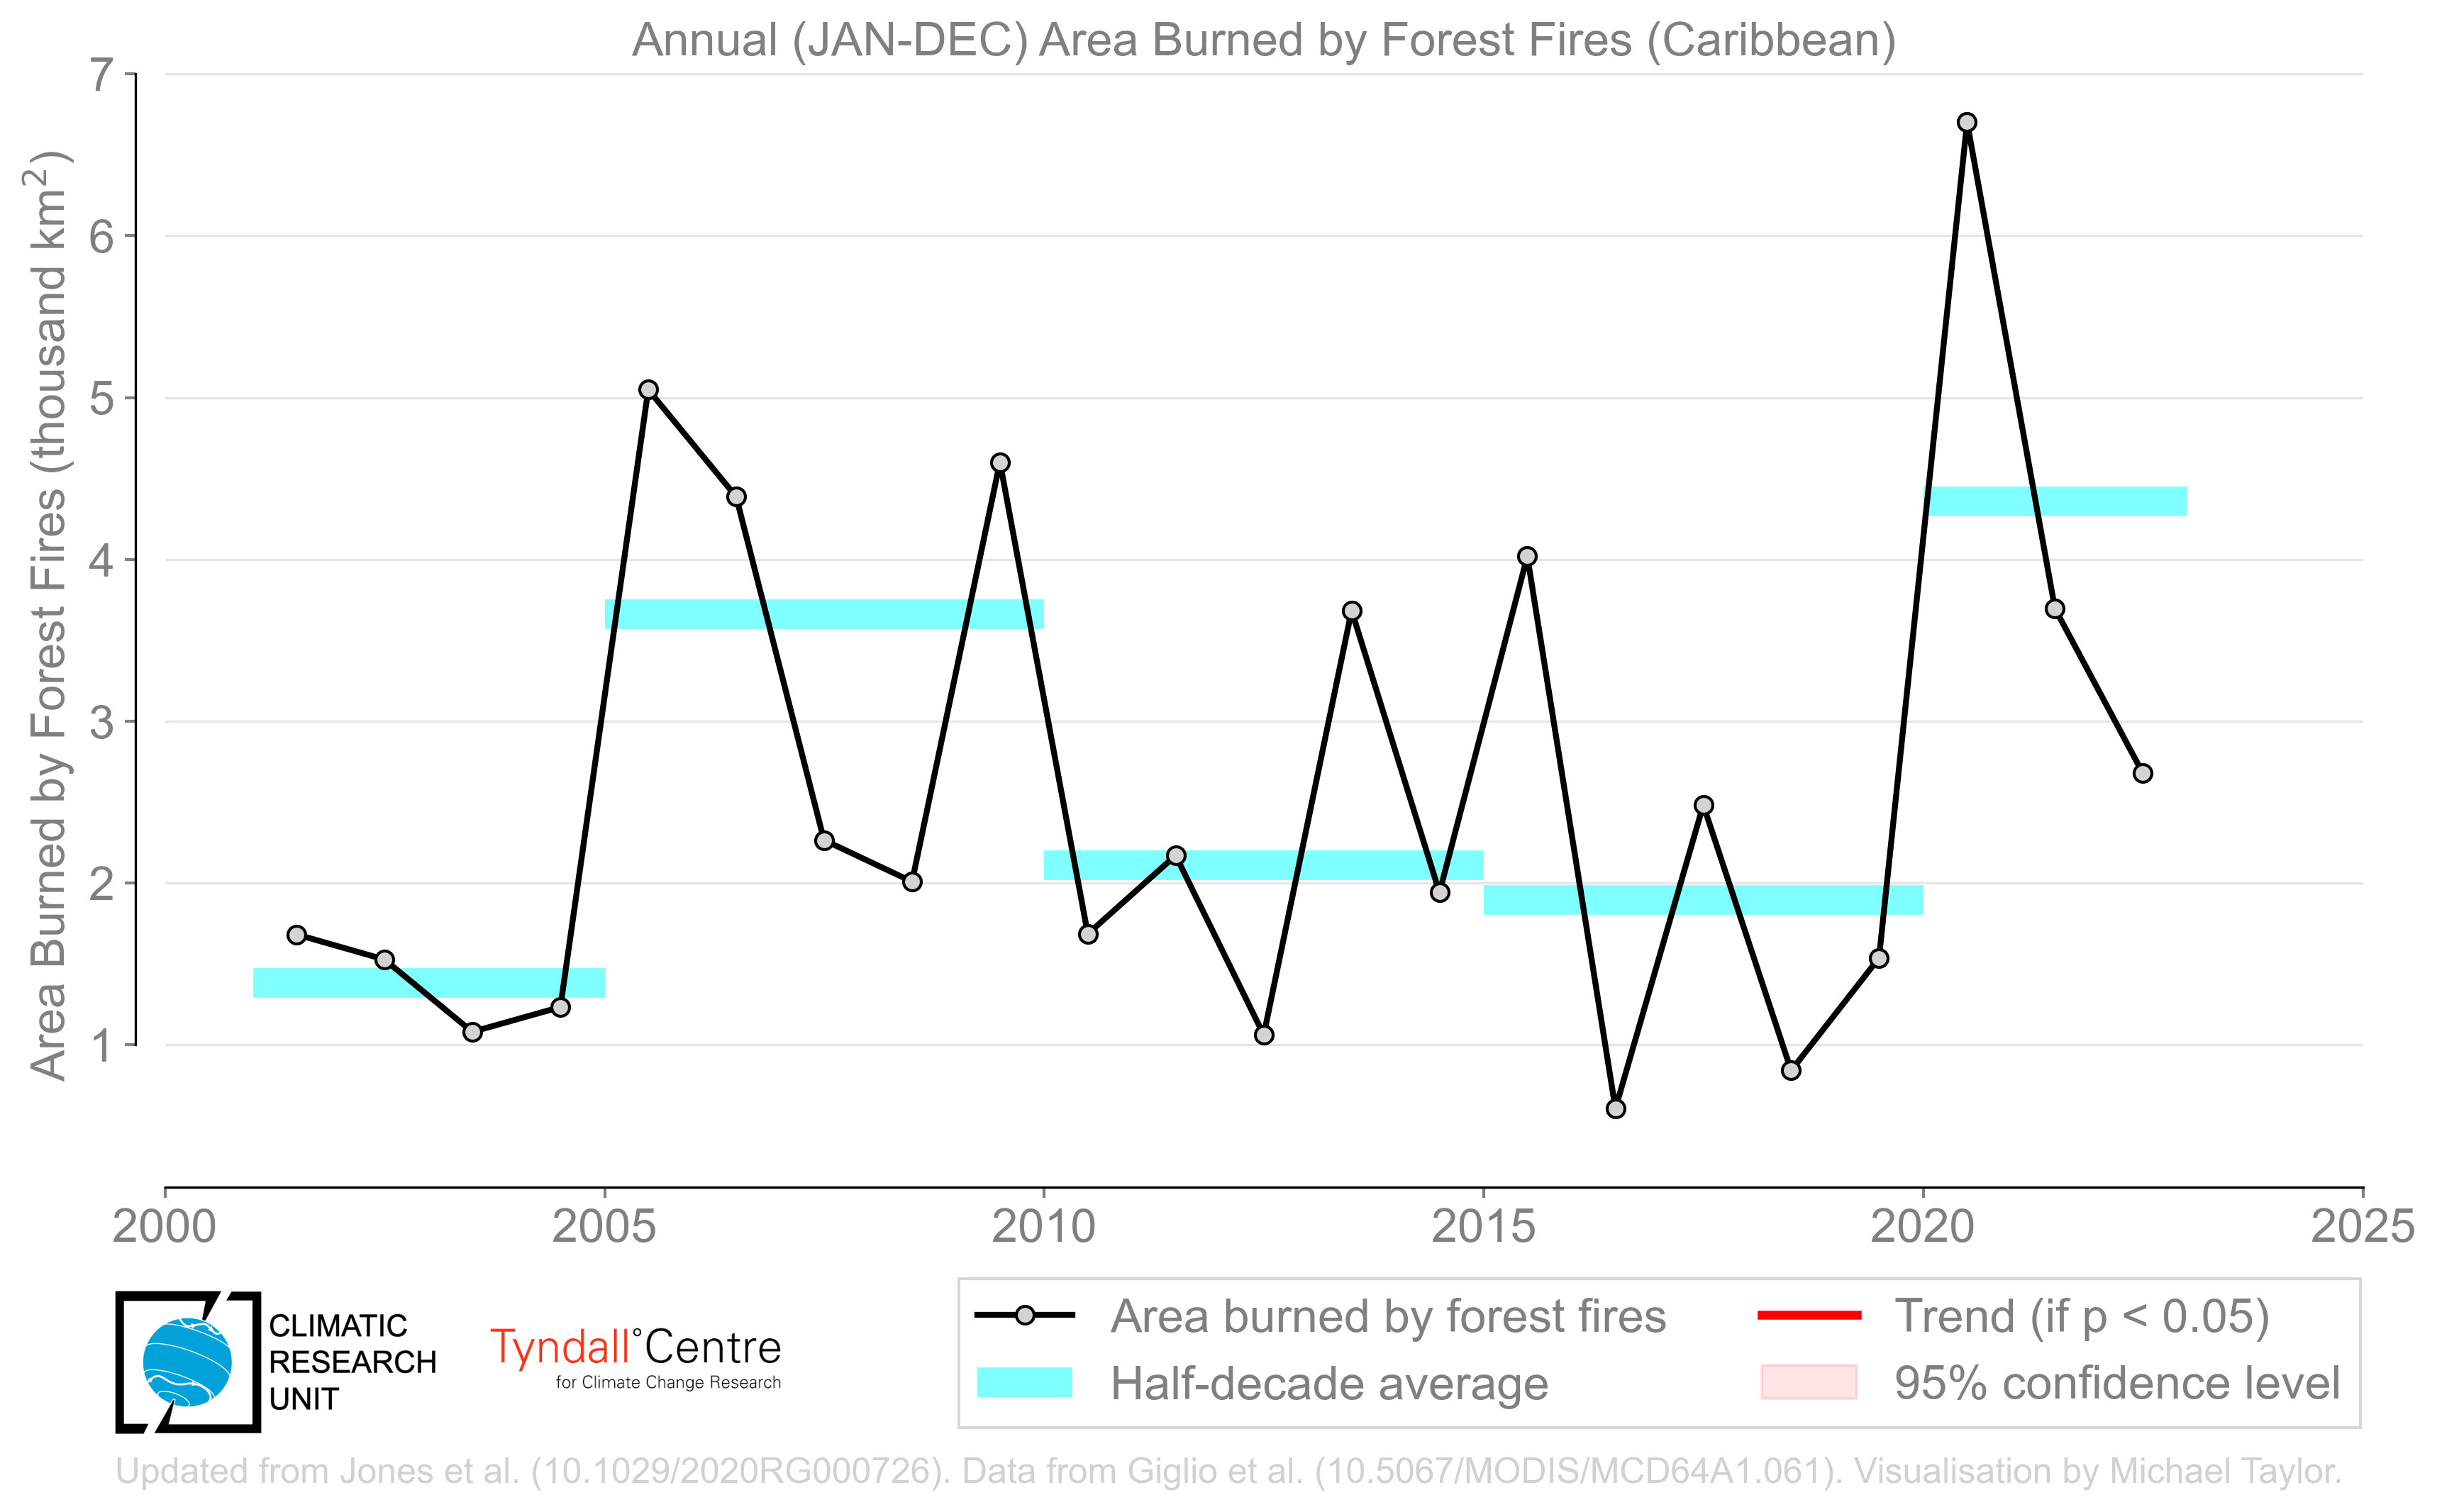 Annual (JAN-DEC) Area Burned by Forest Fires (Caribbean)
Area Burned by Forest Fires (thousand km²)
7
6
5
4
3
2
1
2000 2005 2010 2015 2020 2025
CLIMATIC
RESEARCH
UNIT
Tyndall°Centre
for Climate Change Research
Area burned by forest fires
Half-decade average
Trend (if p < 0.05)
95% confidence level
Updated from Jones et al. (10.1029/2020RG000726). Data from Giglio et al. (10.5067/MODIS/MCD64A1.061). Visualisation by Michael Taylor.